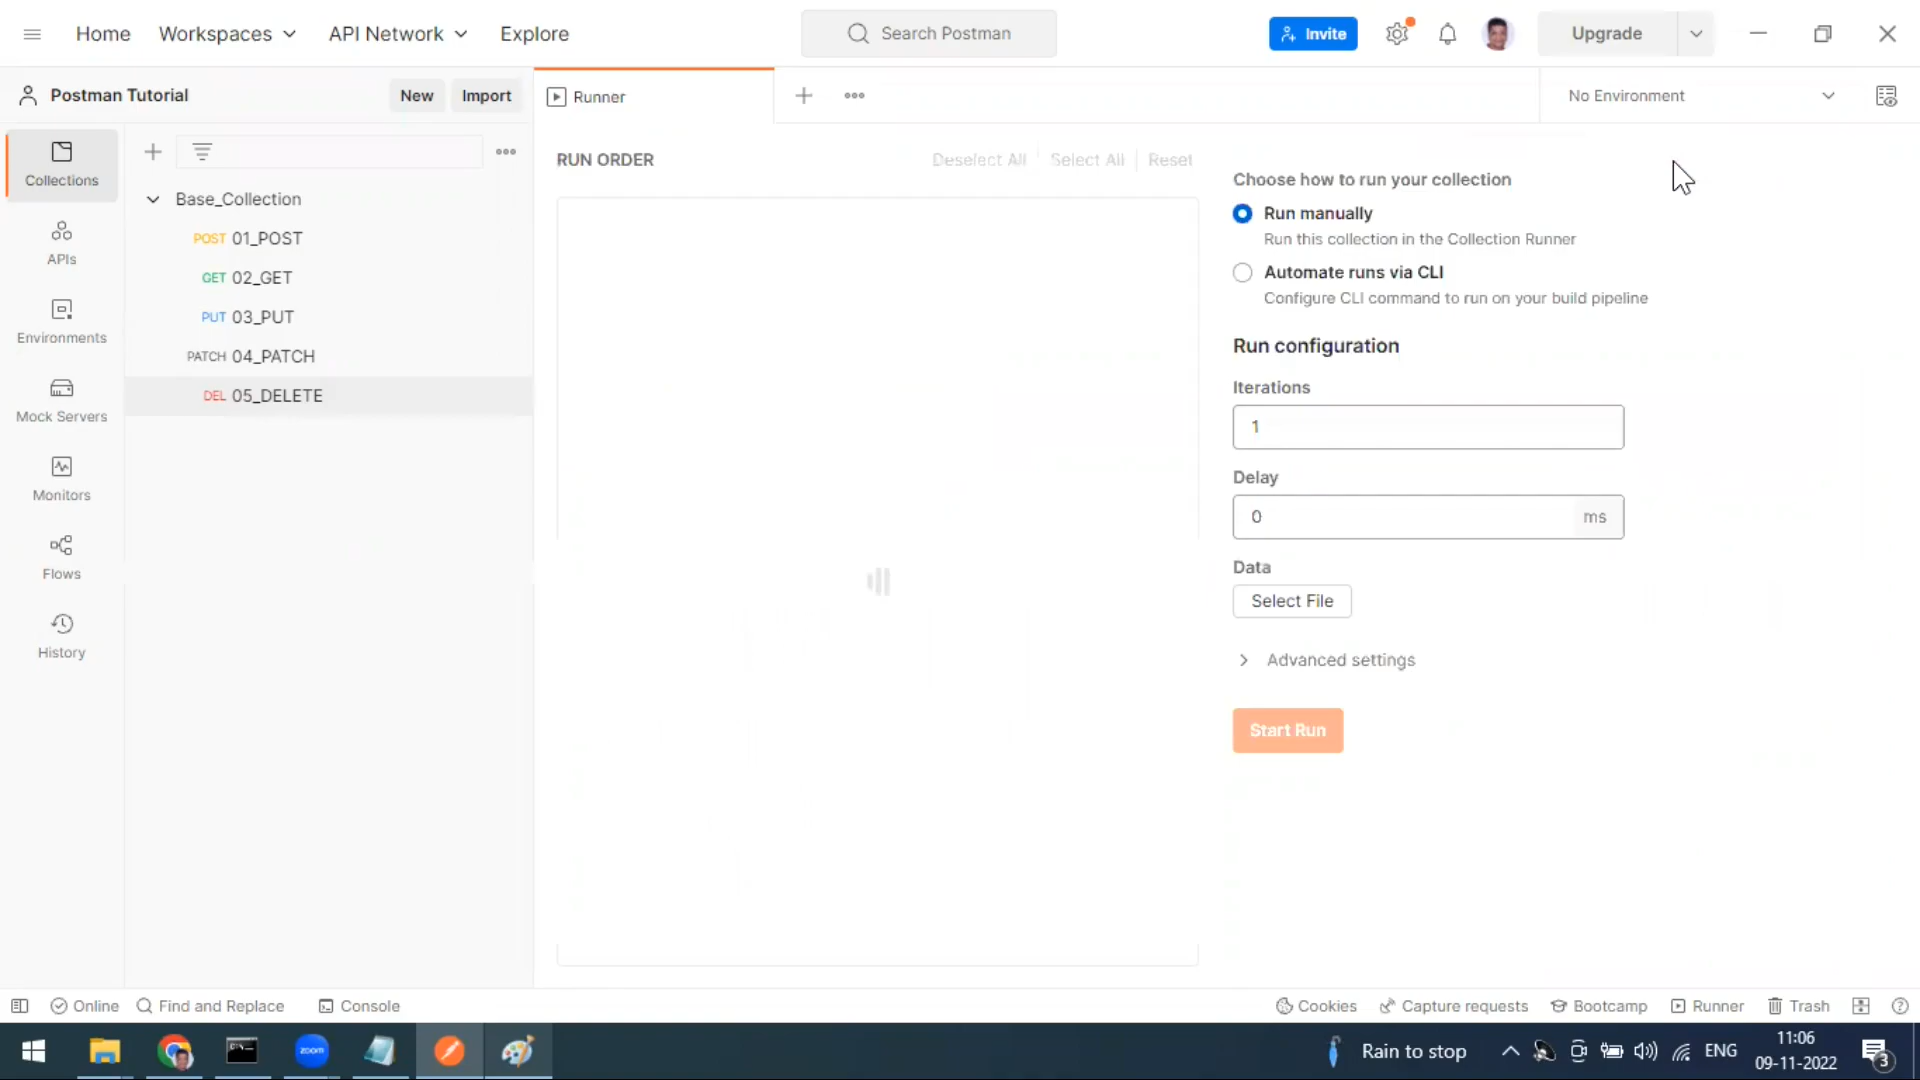 Home
Workspaces
API Network
Explore
Search Postman
Invite
Upgrade
Postman Tutorial
New
Import
Runner
No Environment
Collections
APIs
Environments
Mock Servers
Monitors
Flows
History
Base_Collection
POST 01_POST
GET 02_GET
PUT 03_PUT
PATCH 04_PATCH
DEL 05_DELETE
RUN ORDER
Deselect All
Select All
Reset
Choose how to run your collection
Run manually
Run this collection in the Collection Runner
Automate runs via CLI
Configure CLI command to run on your build pipeline
Run configuration
Iterations
1
Delay
0
ms
Data
Select File
Advanced settings
Start Run
Online
Find and Replace
Console
Cookies
Capture requests
Bootcamp
Runner
Trash
zoom
Rain to stop
ENG
11:06
09-11-2022
3